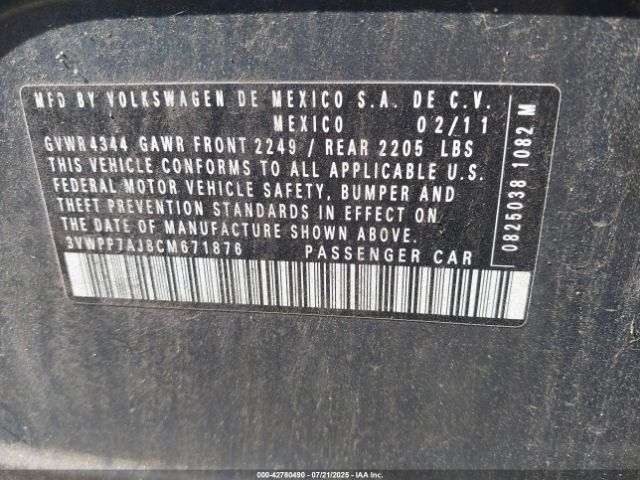 MFD BY VOLKSWAGEN DE MEXICO S.A. DE C.V.
MEXICO 02/11
GVWR 4344 GAWR FRONT 2249 / REAR 2205 LBS
THIS VEHICLE CONFORMS TO ALL APPLICABLE U.S.
FEDERAL MOTOR VEHICLE SAFETY, BUMPER AND
THEFT PREVENTION STANDARDS IN EFFECT ON
THE DATE OF MANUFACTURE SHOWN ABOVE.
3VWPP7AJ8CM671876 PASSENGER CAR
0825038 1082 M
000-42780490 - 07/21/2025 - IAA Inc.